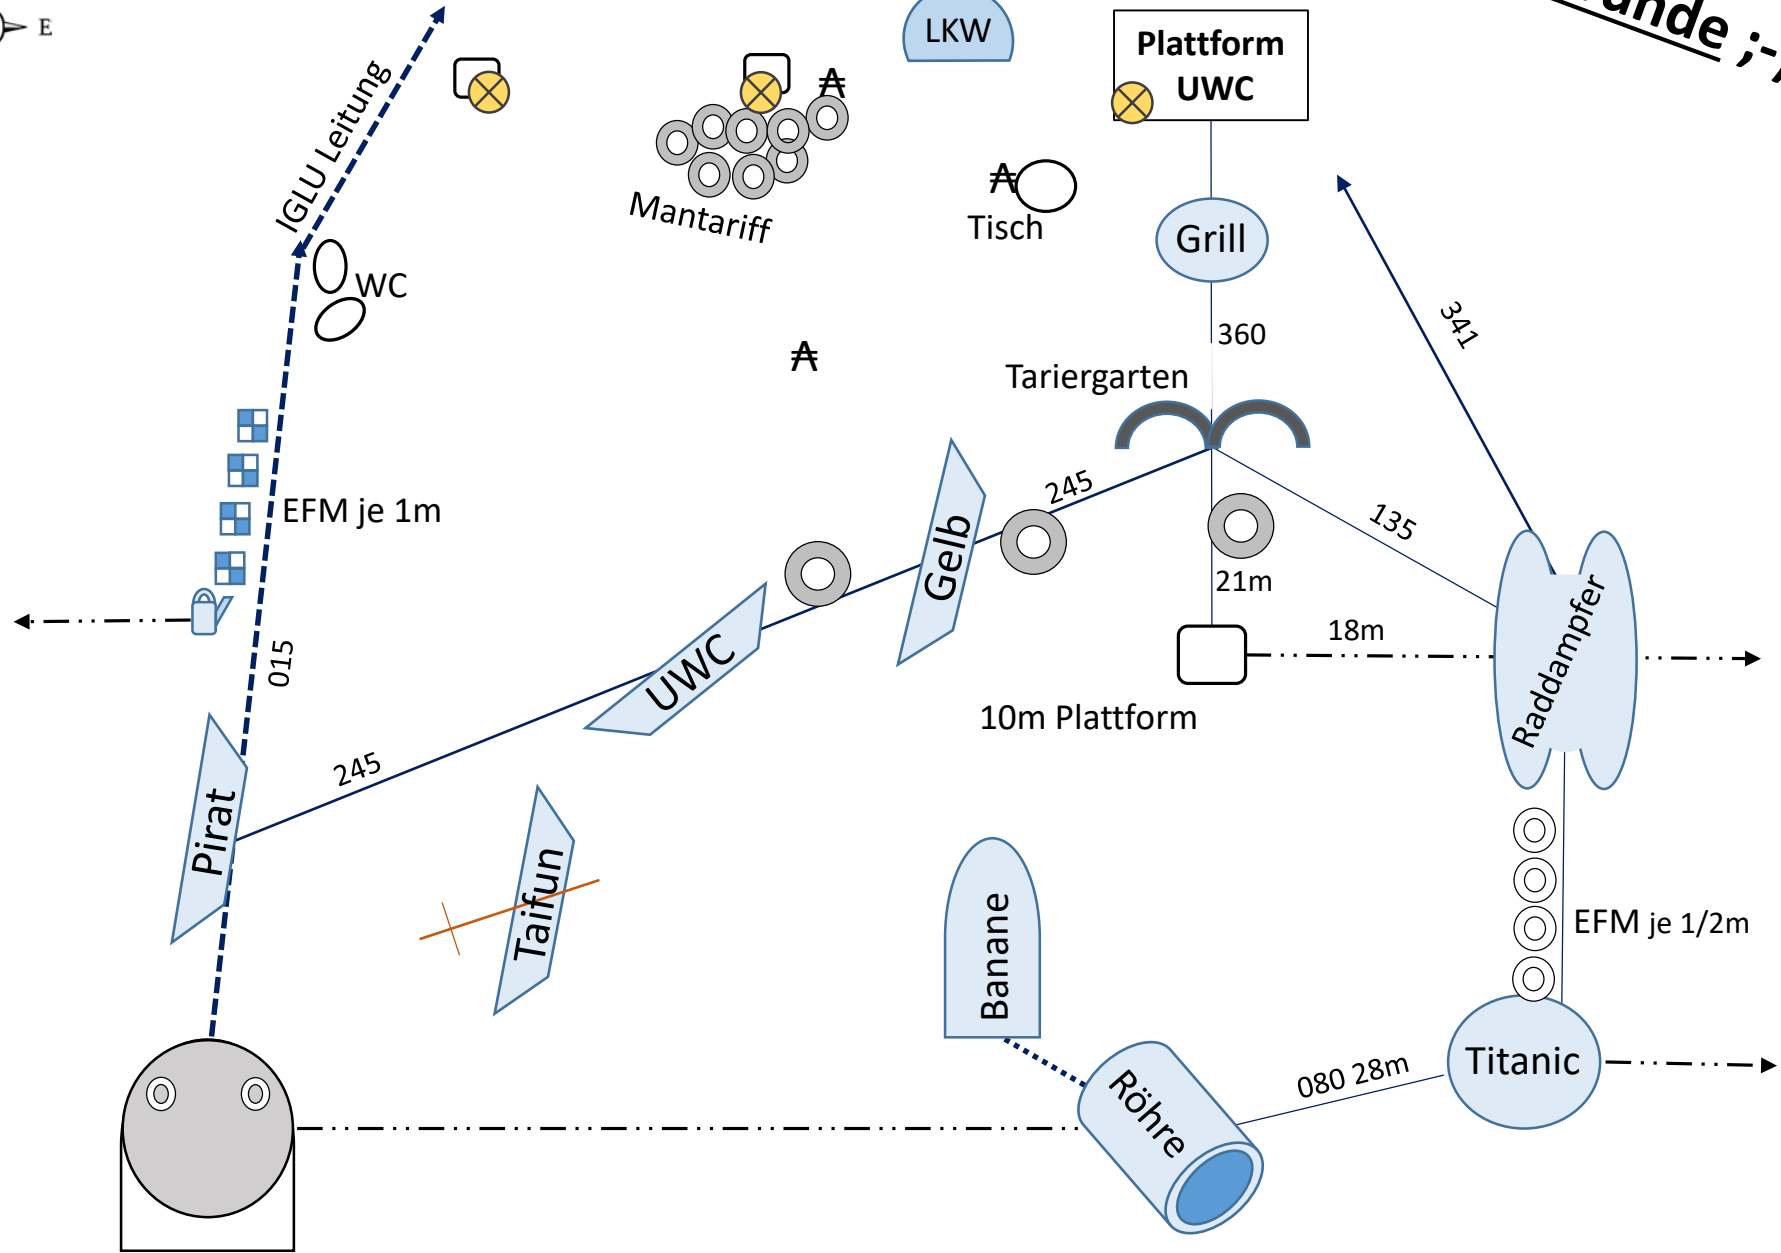 E
LKW
Plattform
UWC
IGLU Leitung
Mantariff
Tisch
Grill
WC
360
341
Tariergarten
245
135
EFM je 1m
Gelb
21m
18m
015
UWC
10m Plattform
Raddampfer
245
Pirat
Taifun
Banane
EFM je 1/2m
Röhre
080 28m
Titanic